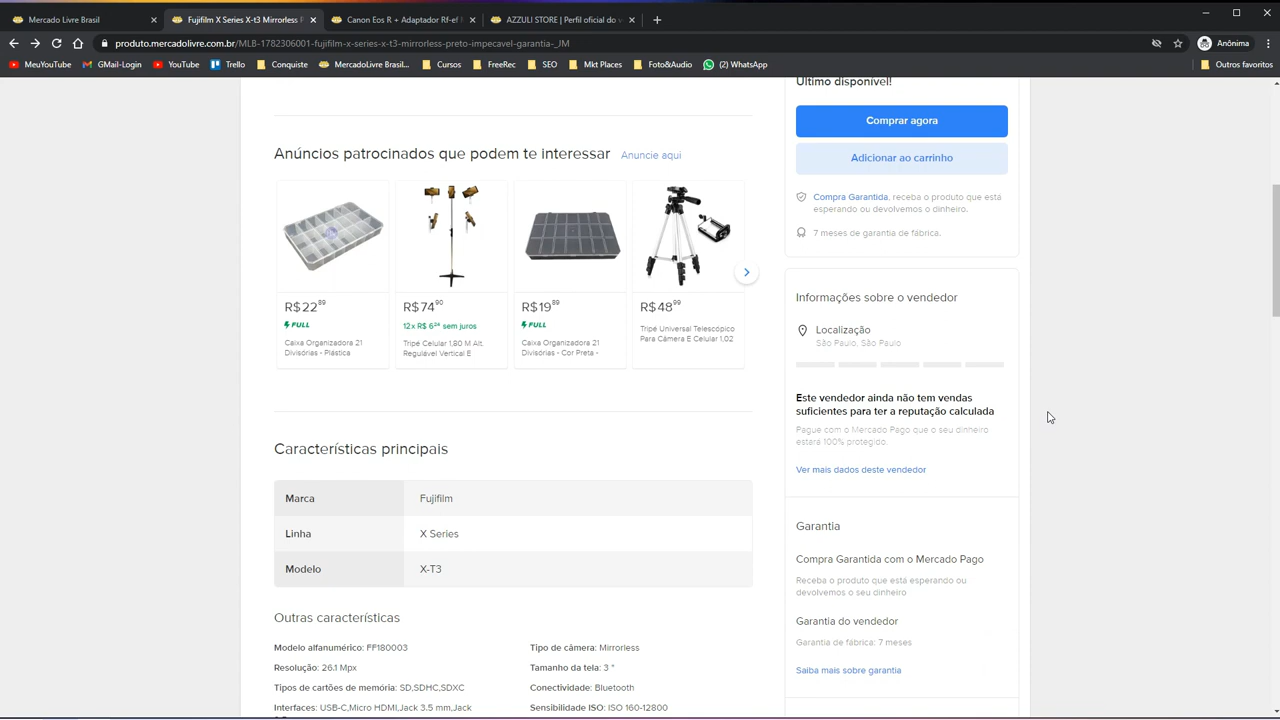 Mercado Livre Brasil
Fujifilm X Series X-t3 Mirrorless P
Canon Eos R + Adaptador Rf-ef
AZZULI STORE | Perfil oficial do v
produto.mercadolivre.com.br/MLB-1782306001-fujifilm-x-series-x-t3-mirrorless-preto-impecavel-garantia-_JM
Anônima
MeuYouTube
GMail-Login
YouTube
Trello
Conquiste
MercadoLivre Brasil...
Cursos
FreeRec
SEO
Mkt Places
Foto&Audio
(2) WhatsApp
Outros favoritos
Último disponível!
Comprar agora
Adicionar ao carrinho
Compra Garantida, receba o produto que está
esperando ou devolvemos o dinheiro.
7 meses de garantia de fábrica.
Anúncios patrocinados que podem te interessar Anuncie aqui
R$ 22 89
FULL
Caixa Organizadora 21
Divisórias - Plástica
R$ 74 90
12x R$ 6 24 sem juros
Tripé Celular 1,80 M Alt.
Regulável Vertical E
R$ 19 89
FULL
Caixa Organizadora 21
Divisórias - Cor Preta -
R$ 48 99
Tripé Universal Telescópico
Para Câmera E Celular 1,02
Informações sobre o vendedor
Localização
São Paulo, São Paulo
Este vendedor ainda não tem vendas
suficientes para ter a reputação calculada
Pague com o Mercado Pago que o seu dinheiro
estará 100% protegido.
Ver mais dados deste vendedor
Garantia
Compra Garantida com o Mercado Pago
Receba o produto que está esperando ou
devolvemos o seu dinheiro
Garantia do vendedor
Garantia de fábrica: 7 meses
Saiba mais sobre garantia
Características principais
Marca Fujifilm
Linha X Series
Modelo X-T3
Outras características
Modelo alfanumérico: FF180003
Tipo de câmera: Mirrorless
Resolução: 26.1 Mpx
Tamanho da tela: 3 "
Tipos de cartões de memória: SD,SDHC,SDXC
Conectividade: Bluetooth
Interfaces: USB-C,Micro HDMI,Jack 3.5 mm,Jack
Sensibilidade ISO: ISO 160-12800